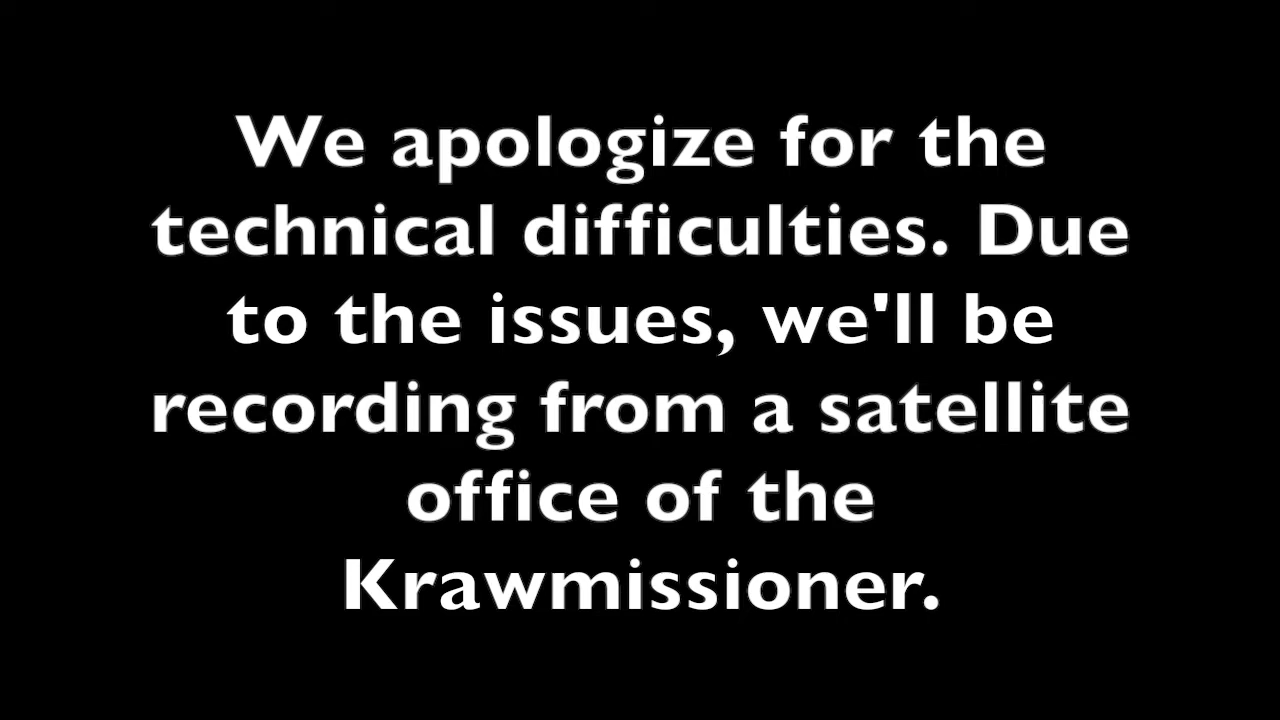 We apologize for the
technical difficulties. Due
to the issues, we'll be
recording from a satellite
office of the
Krawmissioner.